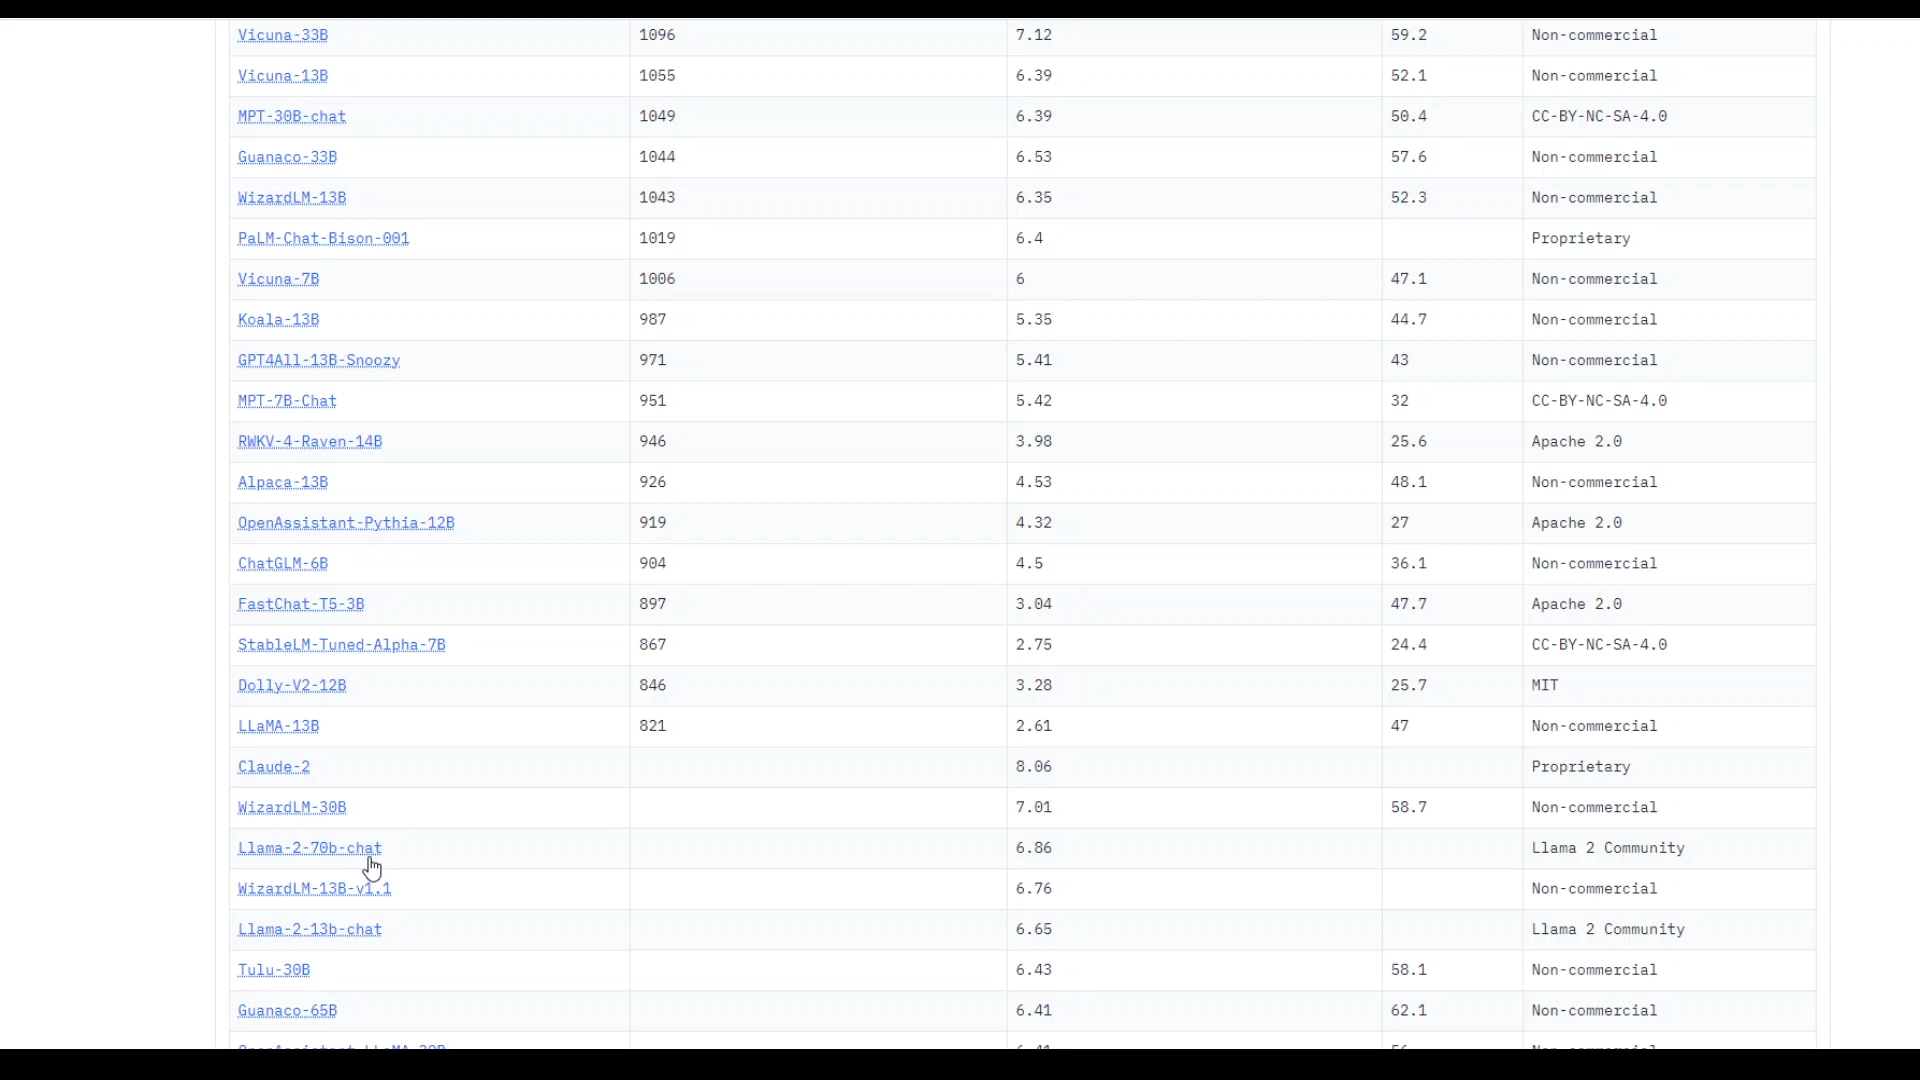 Vicuna-33B 1096 7.12 59.2 Non-commercial
Vicuna-13B 1055 6.39 52.1 Non-commercial
MPT-30B-chat 1049 6.39 50.4 CC-BY-NC-SA-4.0
Guanaco-33B 1044 6.53 57.6 Non-commercial
WizardLM-13B 1043 6.35 52.3 Non-commercial
PaLM-Chat-Bison-001 1019 6.4 Proprietary
Vicuna-7B 1006 6 47.1 Non-commercial
Koala-13B 987 5.35 44.7 Non-commercial
GPT4All-13B-Snoozy 971 5.41 43 Non-commercial
MPT-7B-Chat 951 5.42 32 CC-BY-NC-SA-4.0
RWKV-4-Raven-14B 946 3.98 25.6 Apache 2.0
Alpaca-13B 926 4.53 48.1 Non-commercial
OpenAssistant-Pythia-12B 919 4.32 27 Apache 2.0
ChatGLM-6B 904 4.5 36.1 Non-commercial
FastChat-T5-3B 897 3.04 47.7 Apache 2.0
StableLM-Tuned-Alpha-7B 867 2.75 24.4 CC-BY-NC-SA-4.0
Dolly-V2-12B 846 3.28 25.7 MIT
LLaMA-13B 821 2.61 47 Non-commercial
Claude-2 8.06 Proprietary
WizardLM-30B 7.01 58.7 Non-commercial
Llama-2-70b-chat 6.86 Llama 2 Community
WizardLM-13B-v1.1 6.76 Non-commercial
Llama-2-13b-chat 6.65 Llama 2 Community
Tulu-30B 6.43 58.1 Non-commercial
Guanaco-65B 6.41 62.1 Non-commercial
OpenAssistant-LLaMA-30B 6.41 56 Non-commercial